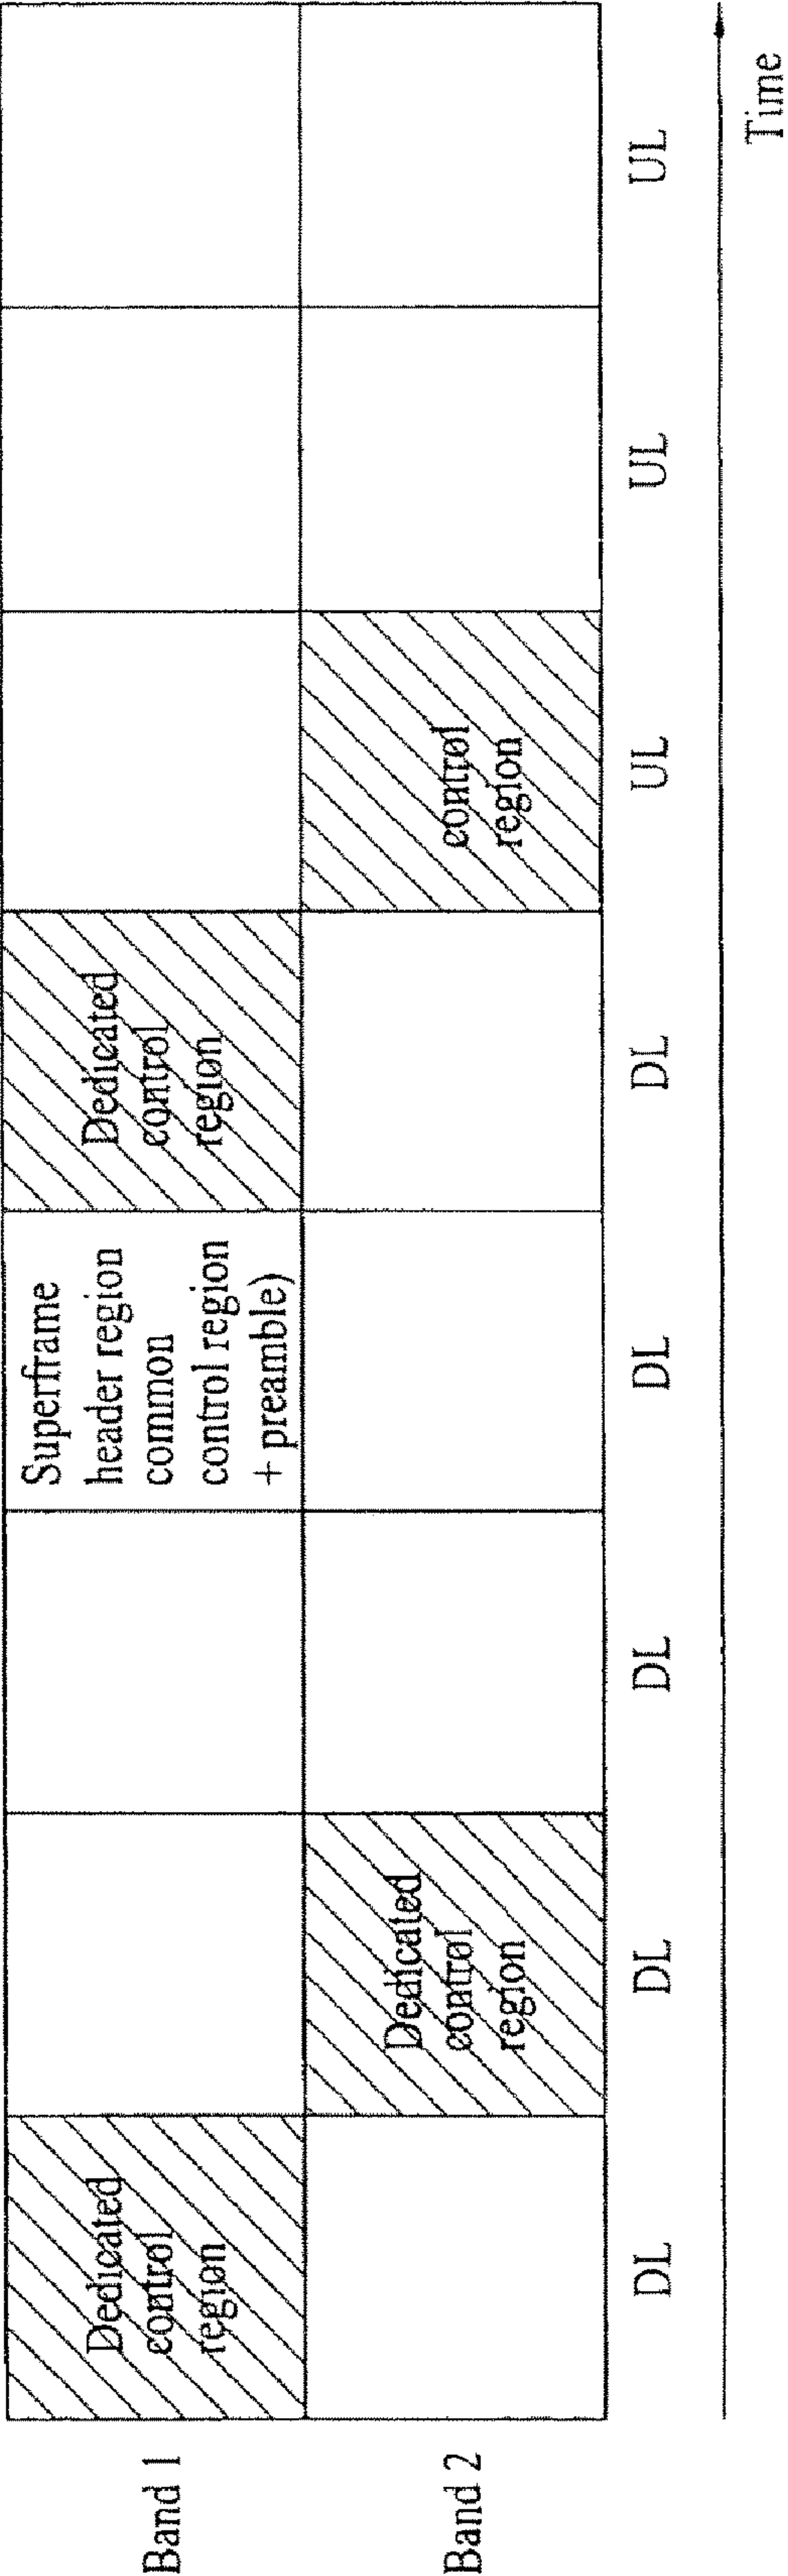 Band 1
Dedicated
control
region
Superframe
header region
common
control region
+ preamble)
Dedicated
control
region
Band 2
Dedicated
control
region
control
region
DL
DL
DL
DL
DL
UL
UL
UL
Time